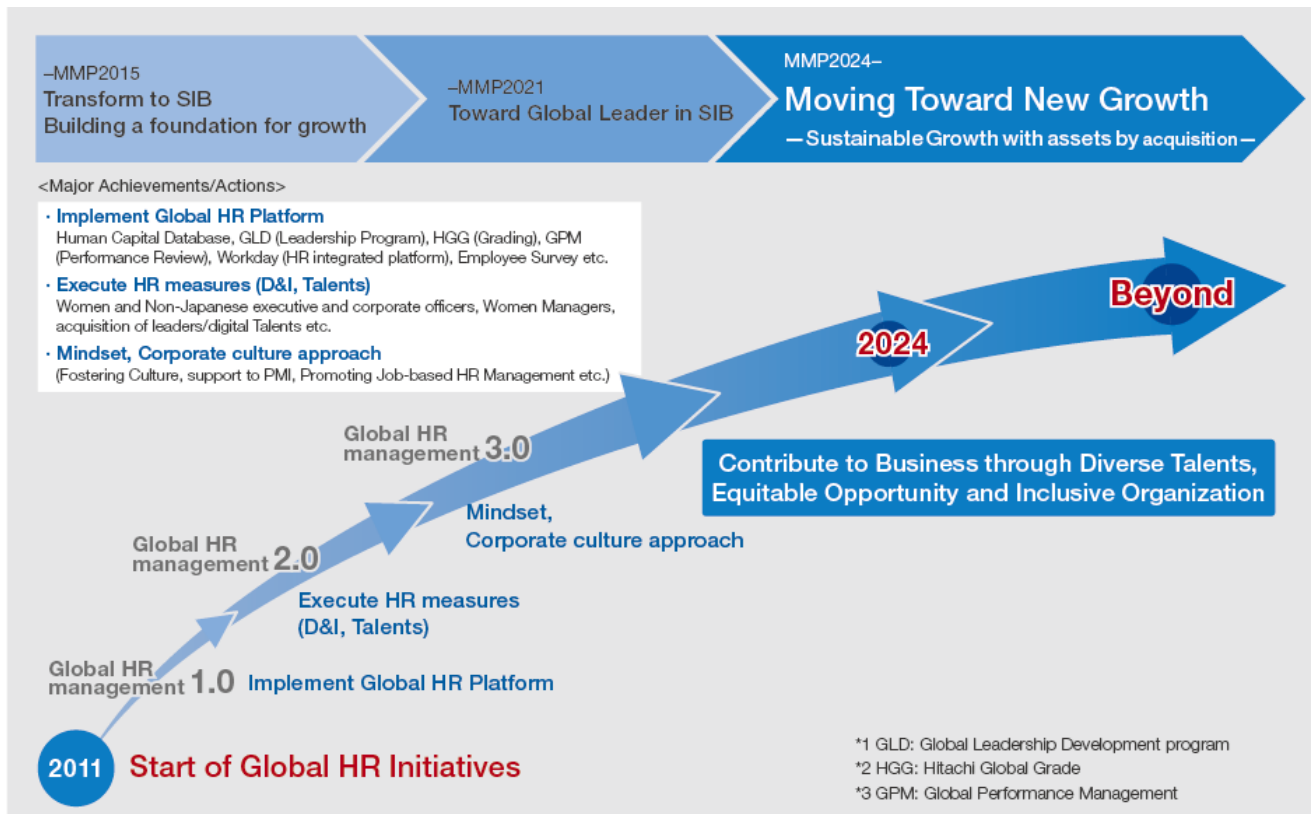 –MMP2015
Transform to SIB
Building a foundation for growth
–MMP2021
Toward Global Leader in SIB
MMP2024–
Moving Toward New Growth
—Sustainable Growth with assets by acquisition—
<Major Achievements/Actions>
· Implement Global HR Platform
Human Capital Database, GLD (Leadership Program), HGG (Grading), GPM
(Performance Review), Workday (HR integrated platform), Employee Survey etc.
· Execute HR measures (D&I, Talents)
Women and Non-Japanese executive and corporate officers, Women Managers,
acquisition of leaders/digital Talents etc.
· Mindset, Corporate culture approach
(Fostering Culture, support to PMI, Promoting Job-based HR Management etc.)
Beyond
2024
Global HR
management 3.0
Contribute to Business through Diverse Talents,
Equitable Opportunity and Inclusive Organization
Mindset,
Corporate culture approach
Global HR
management 2.0
Execute HR measures
(D&I, Talents)
Global HR
management 1.0
Implement Global HR Platform
2011
Start of Global HR Initiatives
*1 GLD: Global Leadership Development program
*2 HGG: Hitachi Global Grade
*3 GPM: Global Performance Management